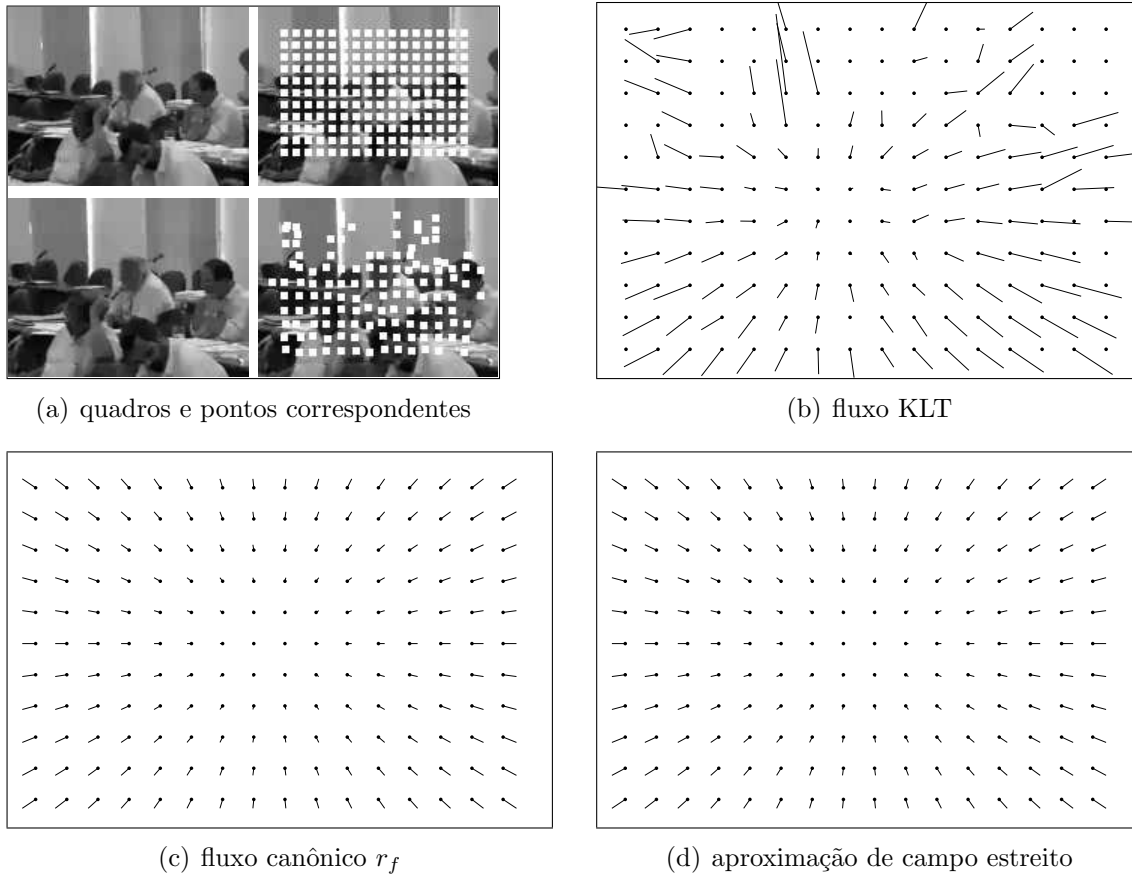 (a) quadros e pontos correspondentes
(b) fluxo KLT
(c) fluxo canônico r_f
(d) aproximação de campo estreito